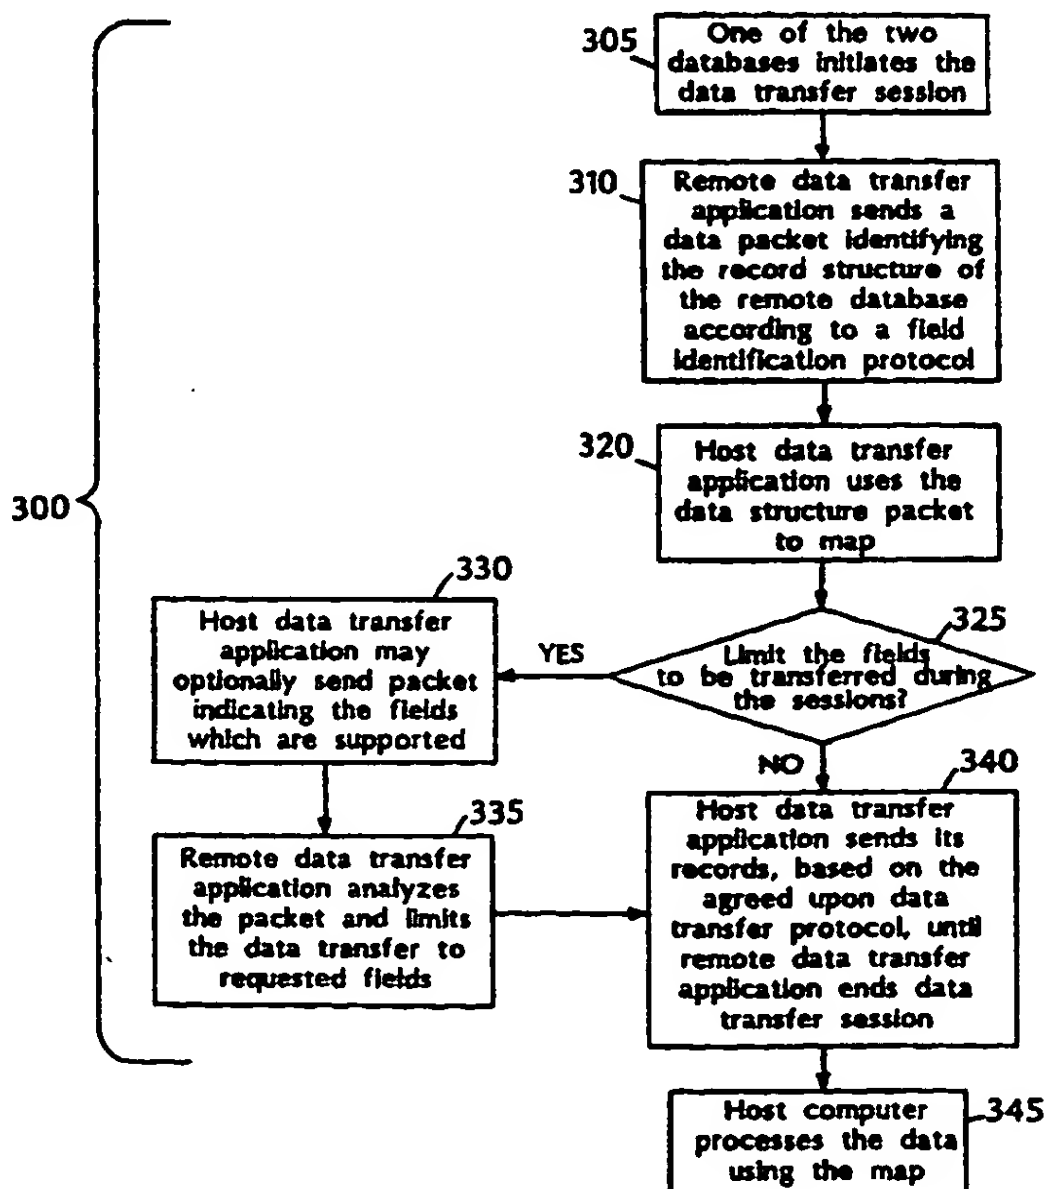 305
One of the two
databases initiates the
data transfer session
310
Remote data transfer
application sends a
data packet identifying
the record structure of
the remote database
according to a field
identification protocol
320
Host data transfer
application uses the
data structure packet
to map
300
325
Limit the fields
to be transferred during
the sessions?
YES
330
Host data transfer
application may
optionally send packet
indicating the fields
which are supported
335
Remote data transfer
application analyzes
the packet and limits
the data transfer to
requested fields
NO
340
Host data transfer
application sends its
records, based on the
agreed upon data
transfer protocol, until
remote data transfer
application ends data
transfer session
345
Host computer
processes the data
using the map